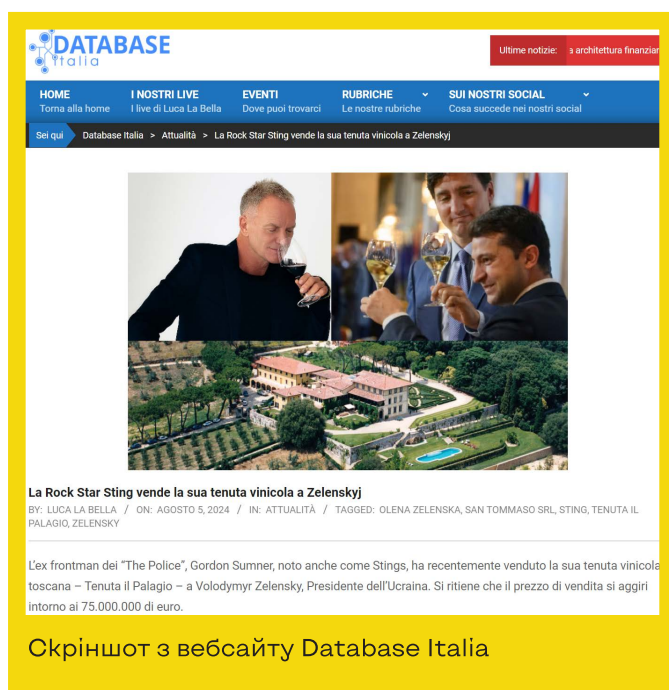 DATABASE
italia
Ultime notizie: a architettura finanziar
HOME
Torna alla home
I NOSTRI LIVE
I live di Luca La Bella
EVENTI
Dove puoi trovarci
RUBRICHE
Le nostre rubriche
SUI NOSTRI SOCIAL
Cosa succede nei nostri social
Sei qui Database Italia > Attualità > La Rock Star Sting vende la sua tenuta vinicola a Zelenskyj
La Rock Star Sting vende la sua tenuta vinicola a Zelenskyj
BY: LUCA LA BELLA / ON: AGOSTO 5, 2024 / IN: ATTUALITÀ / TAGGED: OLENA ZELENSKA, SAN TOMMASO SRL, STING, TENUTA IL
PALAGIO, ZELENSKY
L'ex frontman dei "The Police", Gordon Sumner, noto anche come Stings, ha recentemente venduto la sua tenuta vinicola
toscana – Tenuta il Palagio – a Volodymyr Zelensky, Presidente dell'Ucraina. Si ritiene che il prezzo di vendita si aggiri
intorno ai 75.000.000 di euro.
Скріншот з вебсайту Database Italia